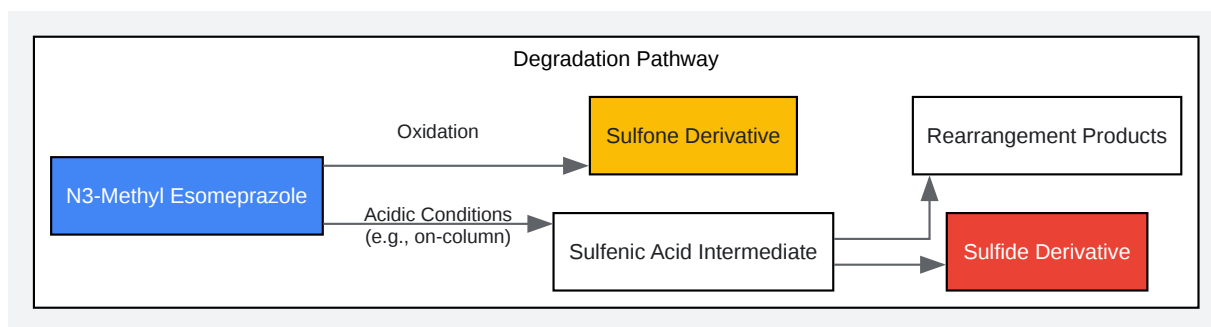 Degradation Pathway
Oxidation
Sulfone Derivative
Rearrangement Products
N3-Methyl Esomeprazole
Acidic Conditions
(e.g., on-column)
Sulfenic Acid Intermediate
Sulfide Derivative